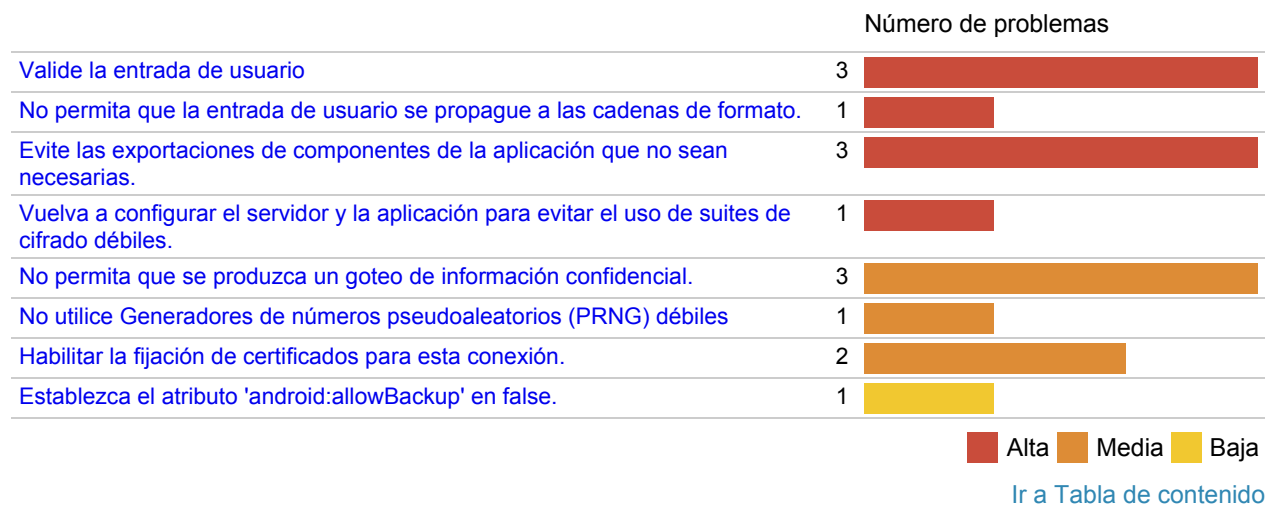 Número de problemas
Valide la entrada de usuario 3
No permita que la entrada de usuario se propague a las cadenas de formato. 1
Evite las exportaciones de componentes de la aplicación que no sean 3
necesarias.
Vuelva a configurar el servidor y la aplicación para evitar el uso de suites de 1
cifrado débiles.
No permita que se produzca un goteo de información confidencial. 3
No utilice Generadores de números pseudoaleatorios (PRNG) débiles 1
Habilitar la fijación de certificados para esta conexión. 2
Establezca el atributo 'android:allowBackup' en false. 1
Alta Media Baja
Ir a Tabla de contenido